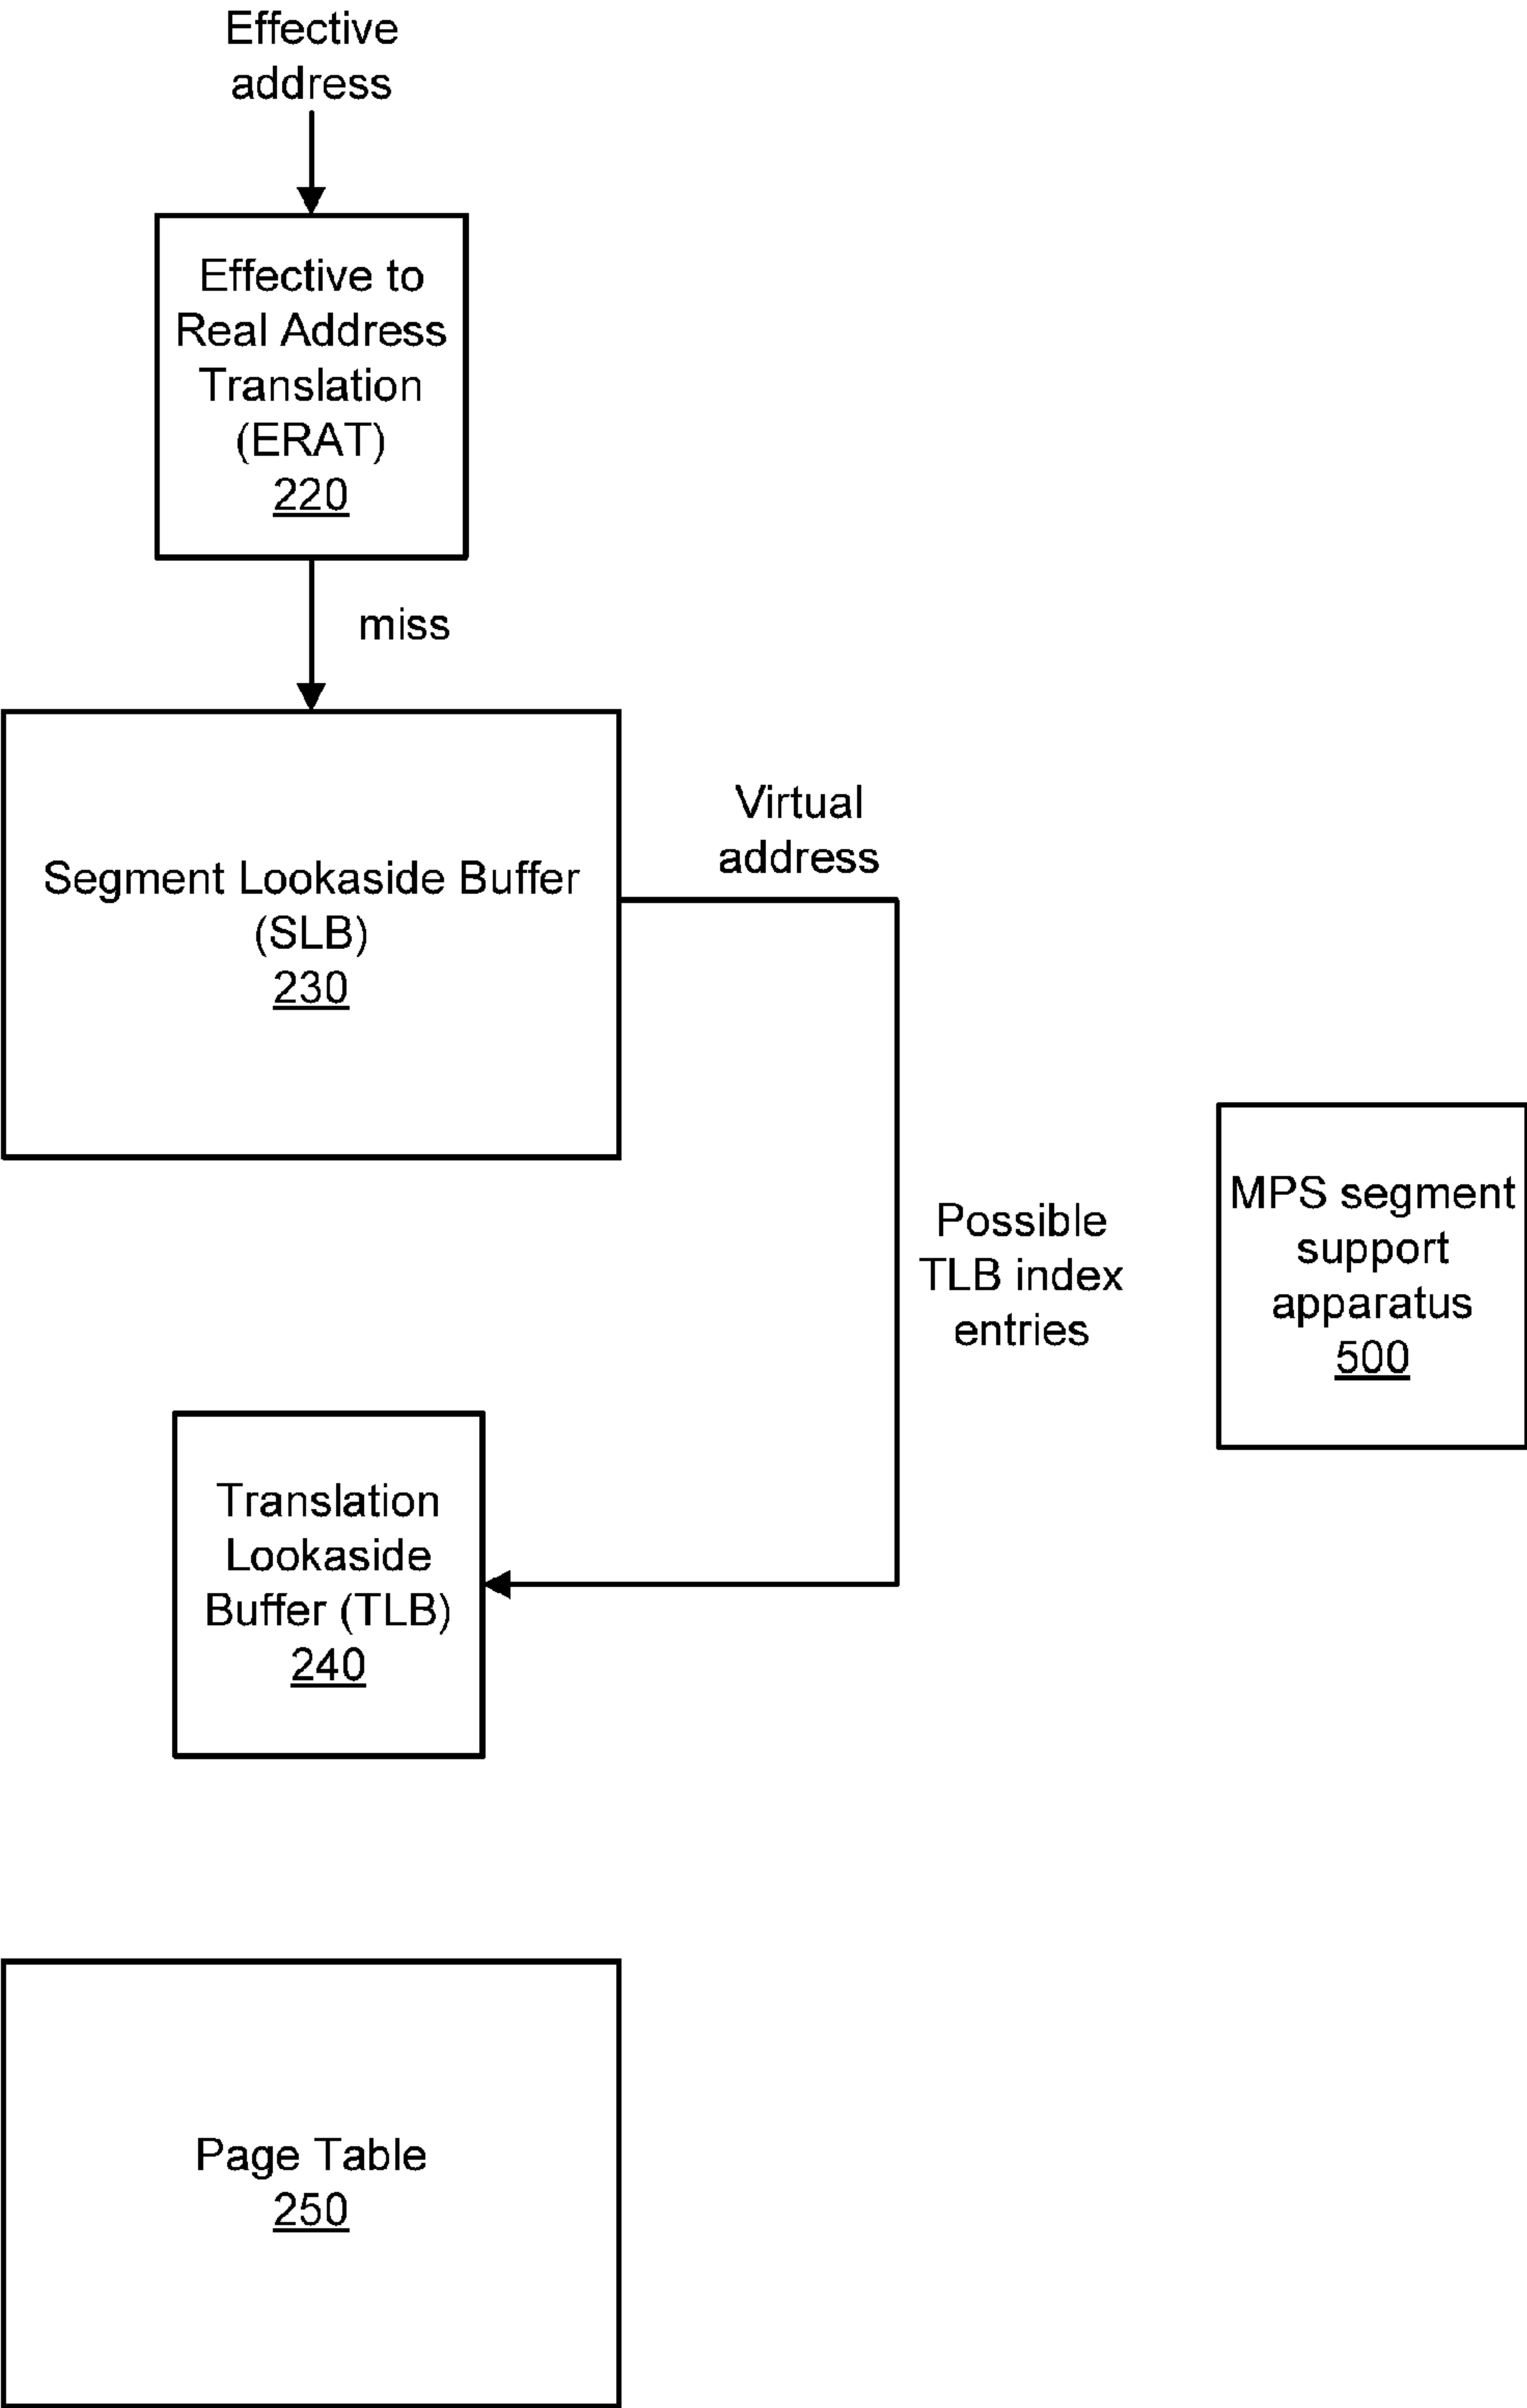 Effective
address
Effective to
Real Address
Translation
(ERAT)
220
miss
Segment Lookaside Buffer
(SLB)
230
Virtual
address
Possible
TLB index
entries
MPS segment
support
apparatus
500
Translation
Lookaside
Buffer (TLB)
240
Page Table
250